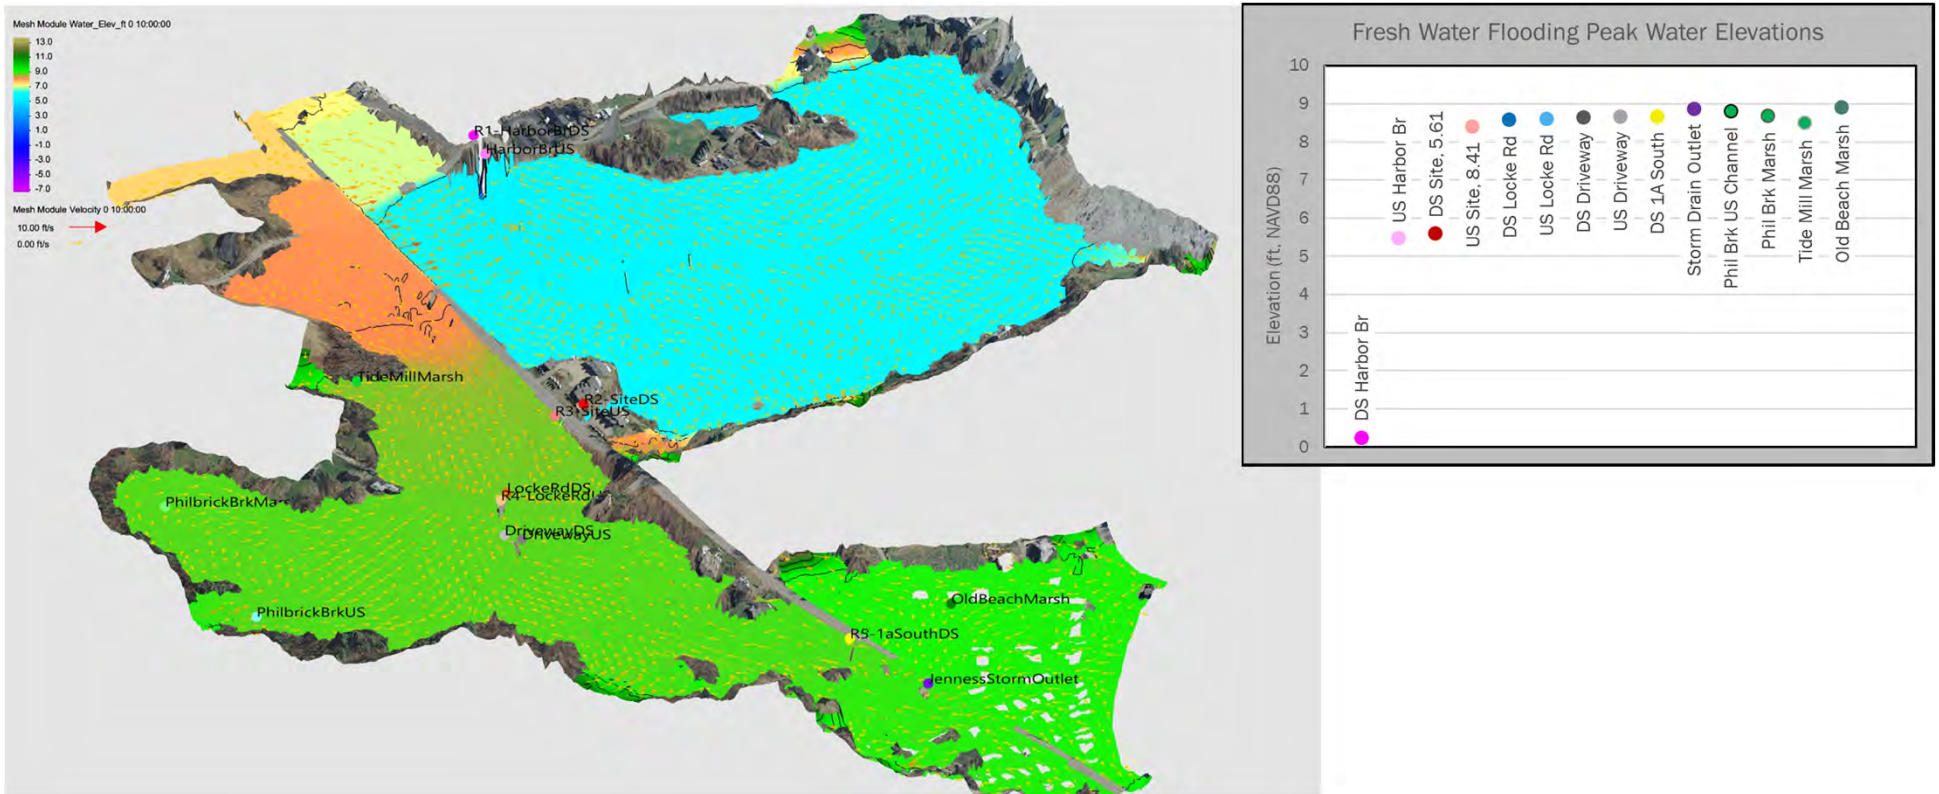 Mesh Module Water_Elev_ft 0 10:00:00
13.0
11.0
9.0
7.0
5.0
3.0
1.0
-1.0
-3.0
-5.0
-7.0
Mesh Module Velocity 0 10:00:00
10.00 ft/s
0.00 ft/s
R1-HarborBrDS
HarborBrUS
TideMillMarsh
R2-SiteDS
R3-SiteUS
LockeRdDS
R4-LockeRd
DrivewayDS
DrivewayUS
PhilbrickBrkMar
PhilbrickBrkUS
OldBeachMarsh
R5-1aSouthDS
JennessStormOutlet
Fresh Water Flooding Peak Water Elevations
Elevation (ft. NAVD88)
10
9
8
7
6
5
4
3
2
1
0
DS Harbor Br
US Harbor Br
DS Site, 5.61
US Site, 8.41
DS Locke Rd
US Locke Rd
DS Driveway
US Driveway
DS 1A South
Storm Drain Outlet
Phil Brk US Channel
Phil Brk Marsh
Tide Mill Marsh
Old Beach Marsh